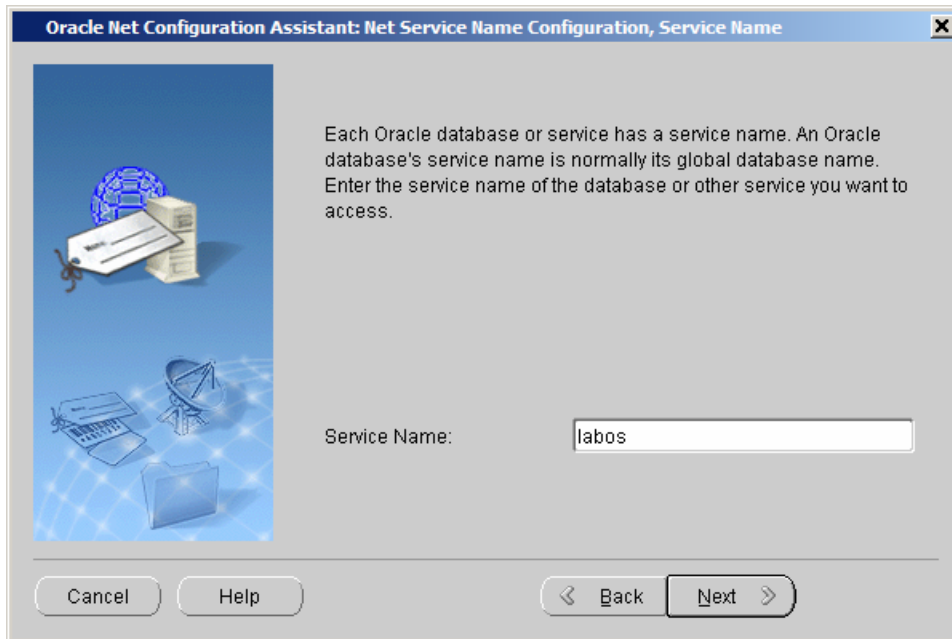 Oracle Net Configuration Assistant: Net Service Name Configuration, Service Name
Each Oracle database or service has a service name. An Oracle
database's service name is normally its global database name.
Enter the service name of the database or other service you want to
access.
Service Name:
labos
Cancel
Help
Back
Next